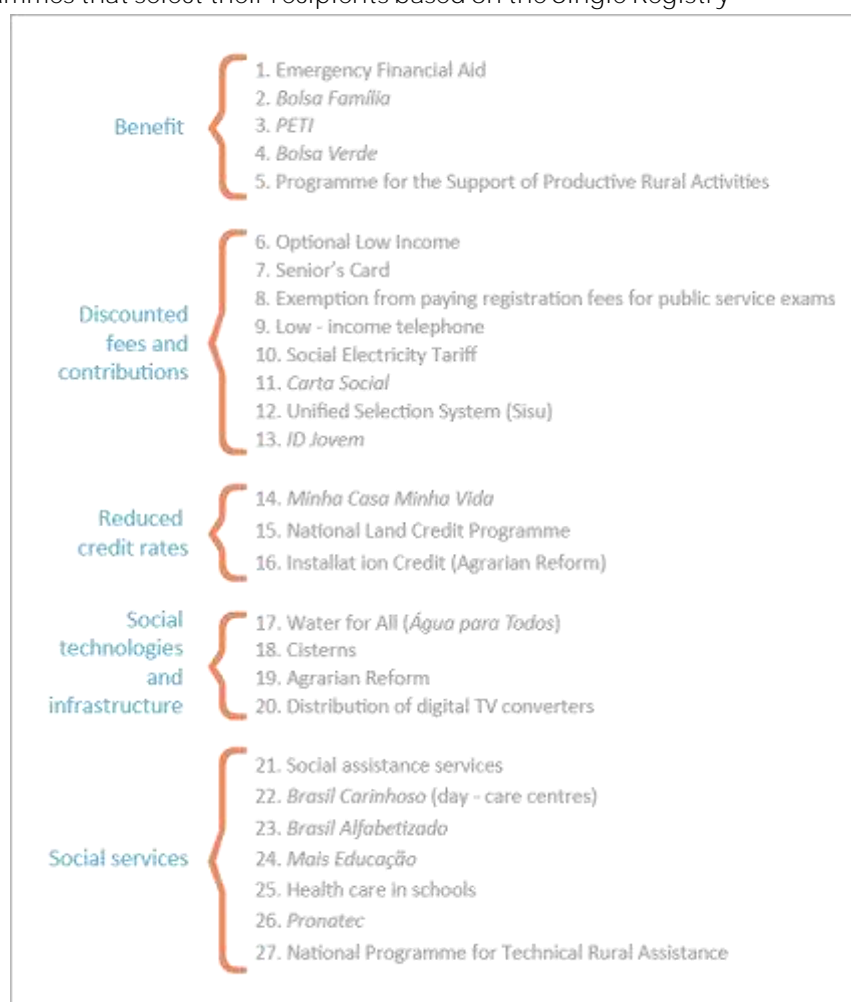 mmes that select their recipients based on the Single Registry
Benefit
1. Emergency Financial Aid
2. Bolsa Família
3. PETI
4. Bolsa Verde
5. Programme for the Support of Productive Rural Activities
Discounted
fees and
contributions
6. Optional Low Income
7. Senior's Card
8. Exemption from paying registration fees for public service exams
9. Low - income telephone
10. Social Electricity Tariff
11. Carta Social
12. Unified Selection System (Sisu)
13. ID Jovem
Reduced
credit rates
14. Minha Casa Minha Vida
15. National Land Credit Programme
16. Installat ion Credit (Agrarian Reform)
Social
technologies
and
infrastructure
17. Water for All (Água para Todos)
18. Cisterns
19. Agrarian Reform
20. Distribution of digital TV converters
Social services
21. Social assistance services
22. Brasil Carinhoso (day - care centres)
23. Brasil Alfabetizado
24. Mais Educação
25. Health care in schools
26. Pronatec
27. National Programme for Technical Rural Assistance